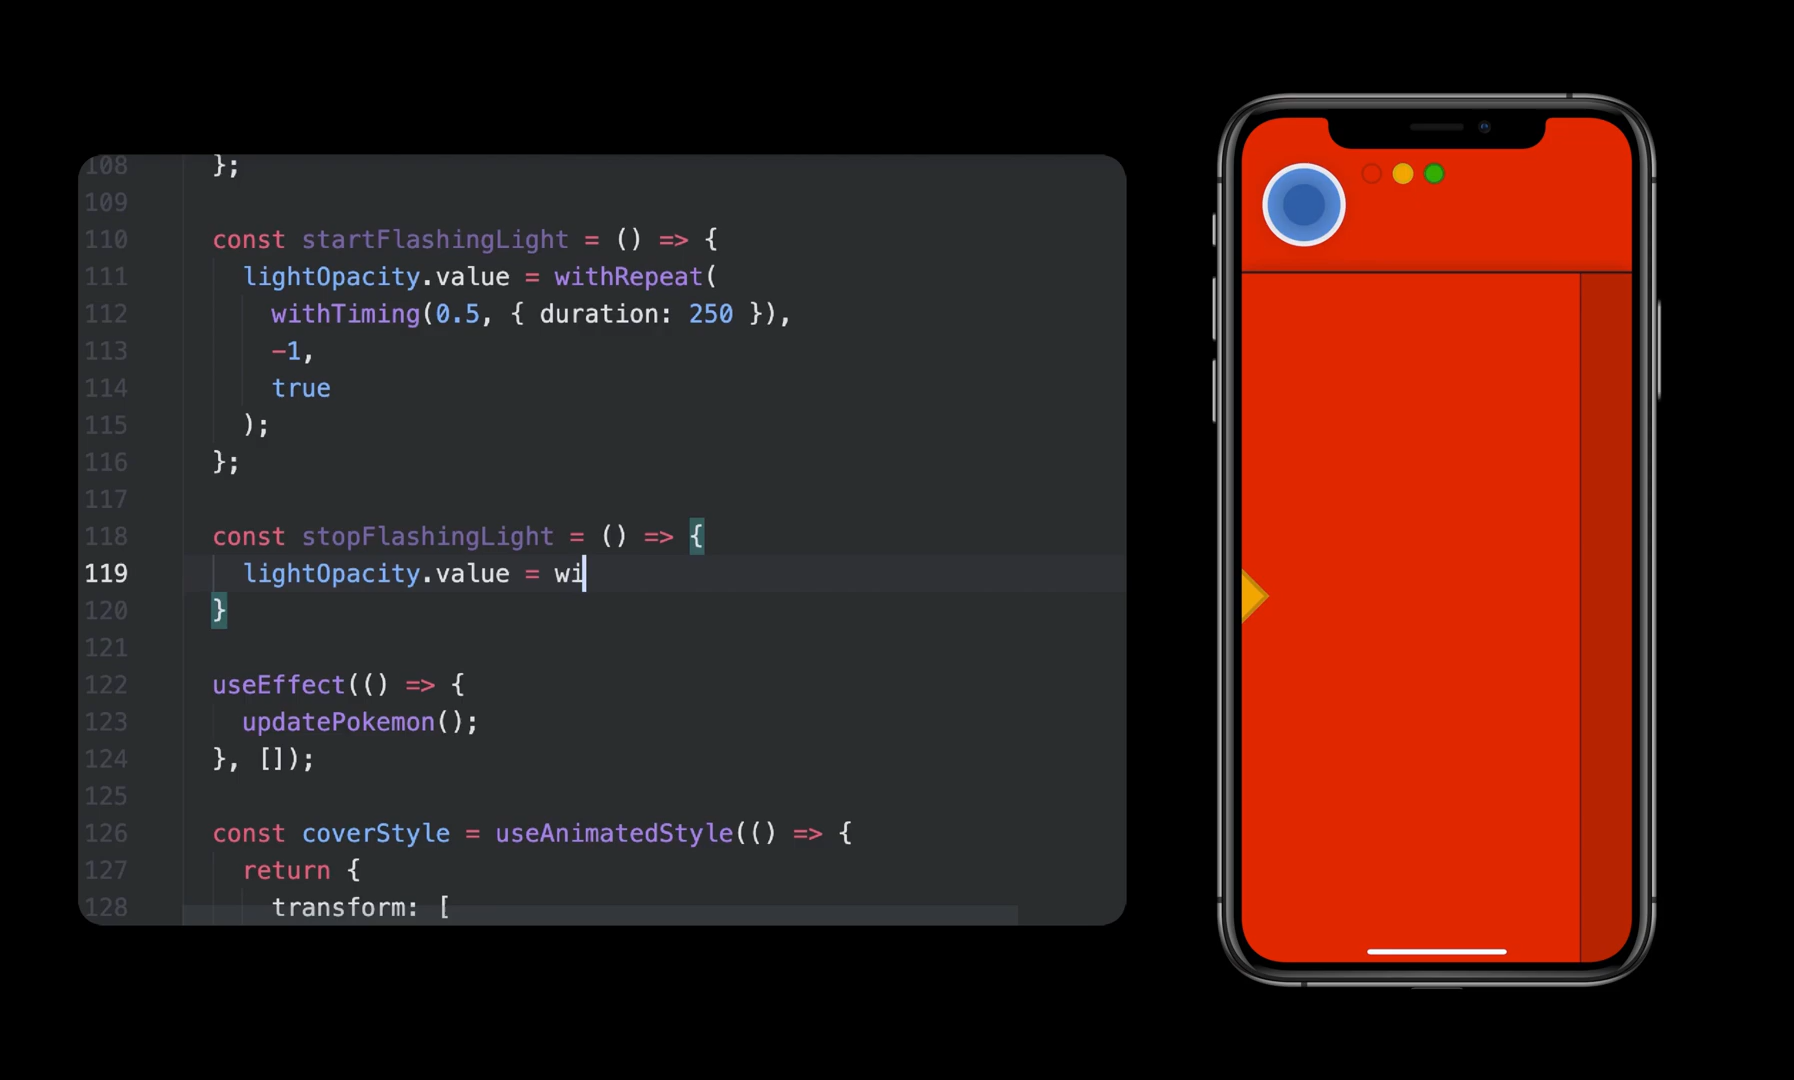 108 };
109
110 const startFlashingLight = () => {
111 lightOpacity.value = withRepeat(
112 withTiming(0.5, { duration: 250 }),
113 -1,
114 true
115 );
116 };
117
118 const stopFlashingLight = () => {
119 lightOpacity.value = wi
120 }
121
122 useEffect(() => {
123 updatePokemon();
124 }, []);
125
126 const coverStyle = useAnimatedStyle(() => {
127 return {
128 transform: [